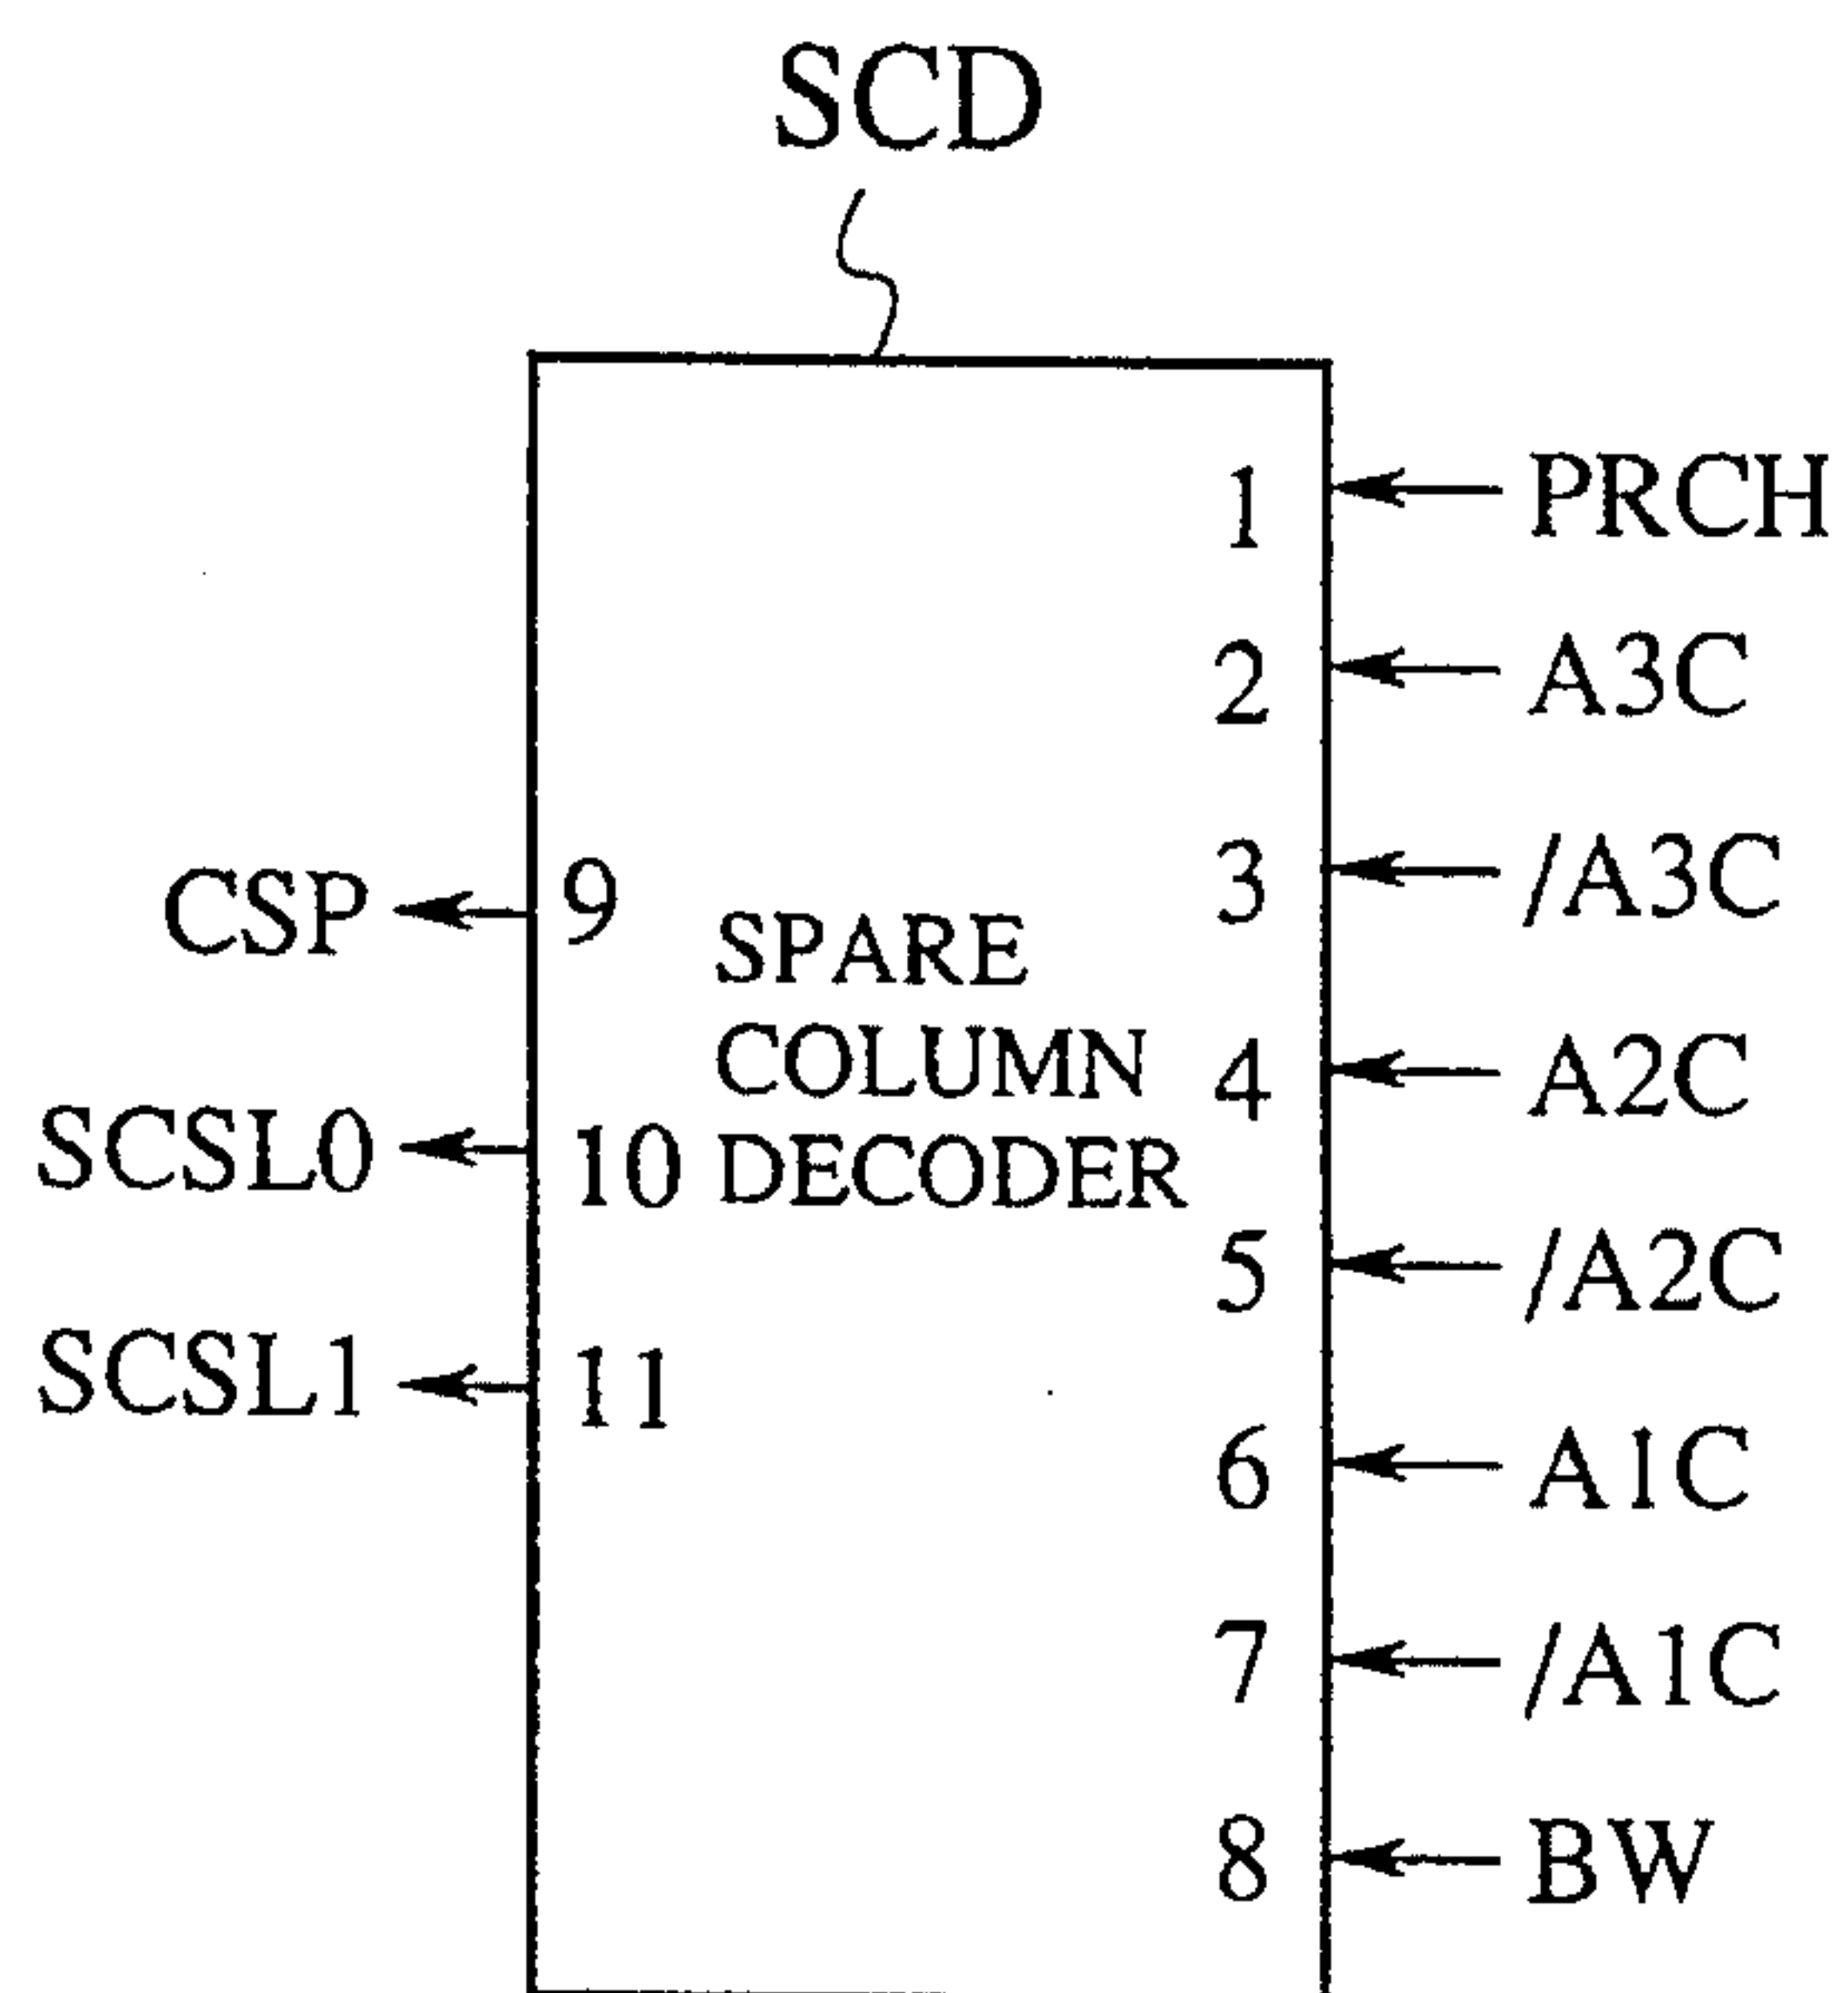 SCD
1 PRCH
2 A3C
3 /A3C
CSP 9
SPARE
COLUMN
DECODER
4 A2C
SCSL0 10
5 /A2C
SCSL1 11
6 A1C
7 /A1C
8 BW